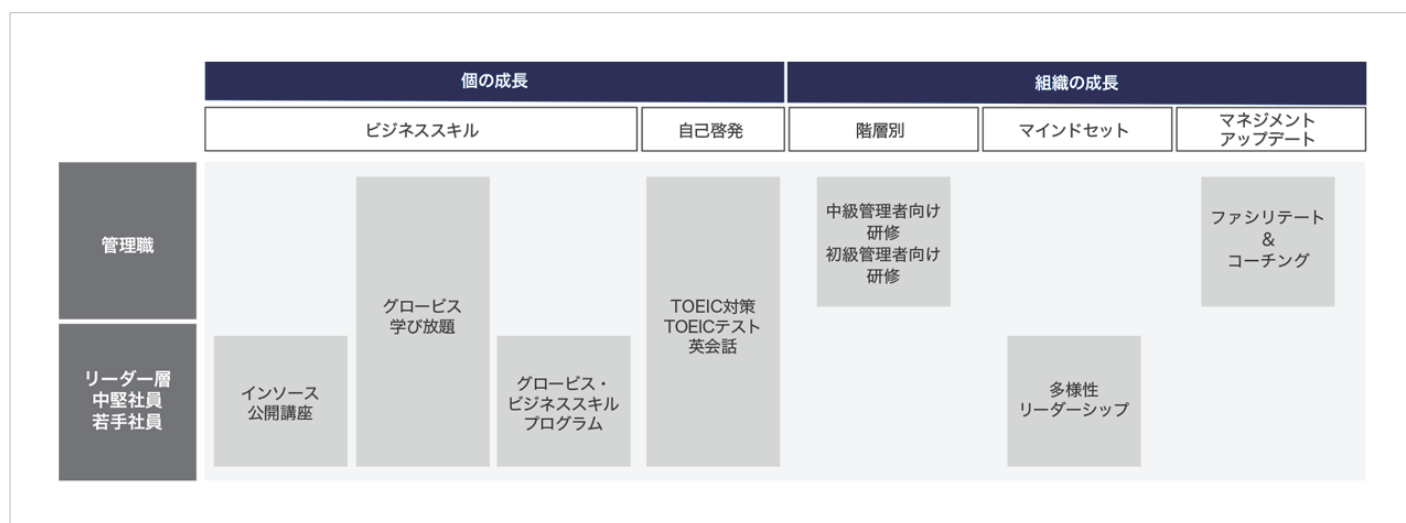 個の成長
組織の成長
ビジネススキル
自己啓発
階層別
マインドセット
マネジメント
アップデート
管理職
グロービス
学び放題
TOEIC対策
TOEICテスト
英会話
中級管理者向け
研修
初級管理者向け
研修
ファシリテート
&
コーチング
リーダー層
中堅社員
若手社員
インソース
公開講座
グロービス・
ビジネススキル
プログラム
多様性
リーダーシップ